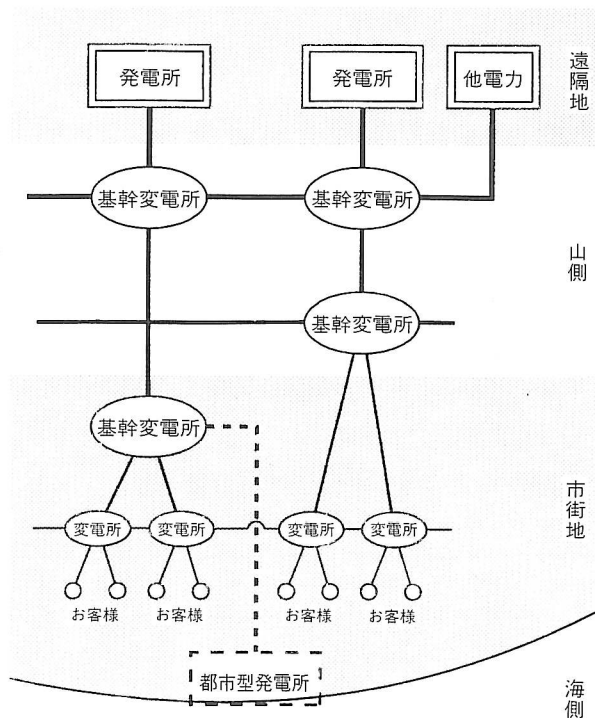 発電所
発電所
他電力
遠隔地
基幹変電所
基幹変電所
山側
基幹変電所
基幹変電所
市街地
変電所
変電所
変電所
変電所
お客様
お客様
お客様
お客様
都市型発電所
海側